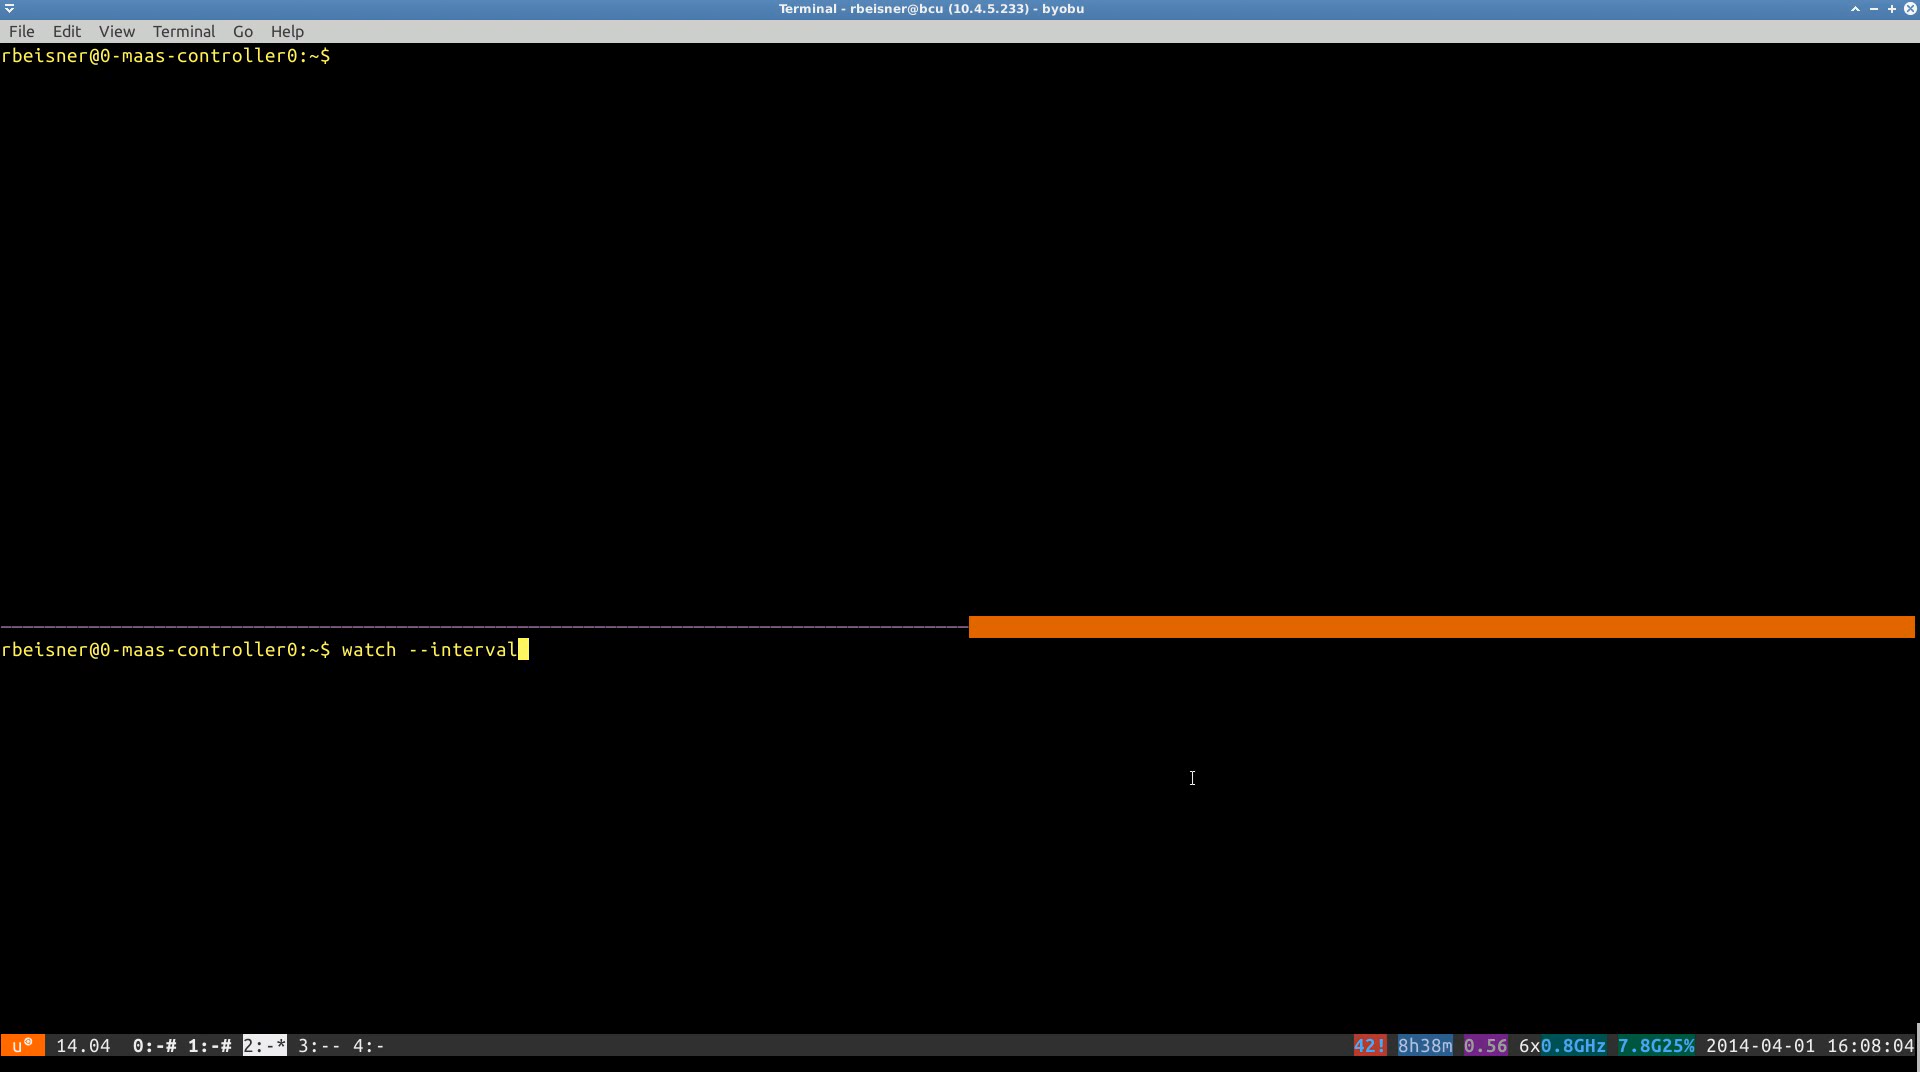 Terminal - rbeisner@bcu (10.4.5.233) - byobu
File Edit View Terminal Go Help
rbeisner@0-maas-controller0:~$
rbeisner@0-maas-controller0:~$ watch --interval
u® 14.04 0:-# 1:-# 2:-* 3:-- 4:- 42! 8h38m 0.56 6x0.8GHz 7.8G25% 2014-04-01 16:08:04